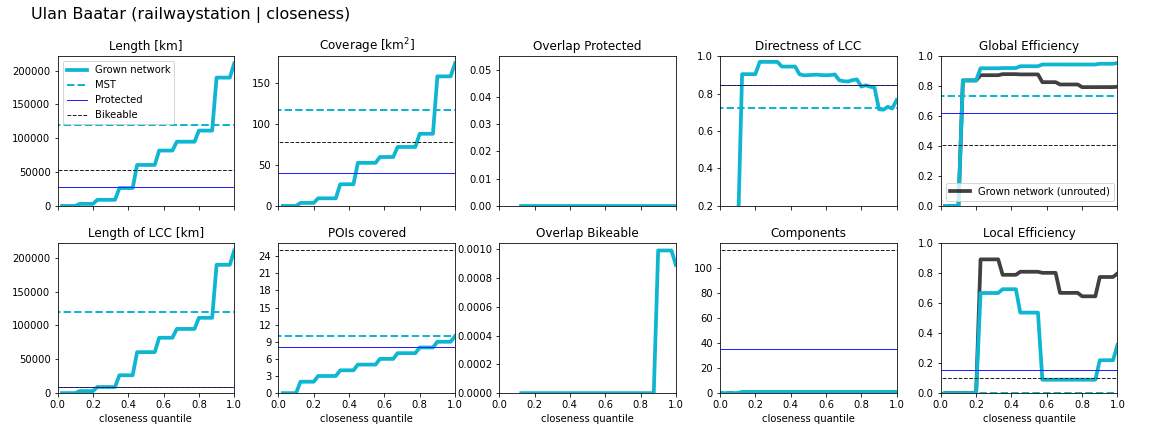 Ulan Baatar (railwaystation | closeness)
Length [km]
200000
150000
100000
50000
0
Grown network
MST
Protected
Bikeable
Coverage [km²]
150
100
50
0
Overlap Protected
0.05
0.04
0.03
0.02
0.01
0.00
Directness of LCC
1.0
0.8
0.6
0.4
0.2
Global Efficiency
1.0
0.8
0.6
0.4
0.2
0.0
Grown network (unrouted)
Length of LCC [km]
200000
150000
100000
50000
0
0.0 0.2 0.4 0.6 0.8 1.0
closeness quantile
POIs covered
24
21
18
15
12
9
6
3
0
0.0 0.2 0.4 0.6 0.8 1.0
closeness quantile
Overlap Bikeable
0.0010
0.0008
0.0006
0.0004
0.0002
0.0000
0.0 0.2 0.4 0.6 0.8 1.0
closeness quantile
Components
100
80
60
40
20
0
0.0 0.2 0.4 0.6 0.8 1.0
closeness quantile
Local Efficiency
1.0
0.8
0.6
0.4
0.2
0.0
0.0 0.2 0.4 0.6 0.8 1.0
closeness quantile